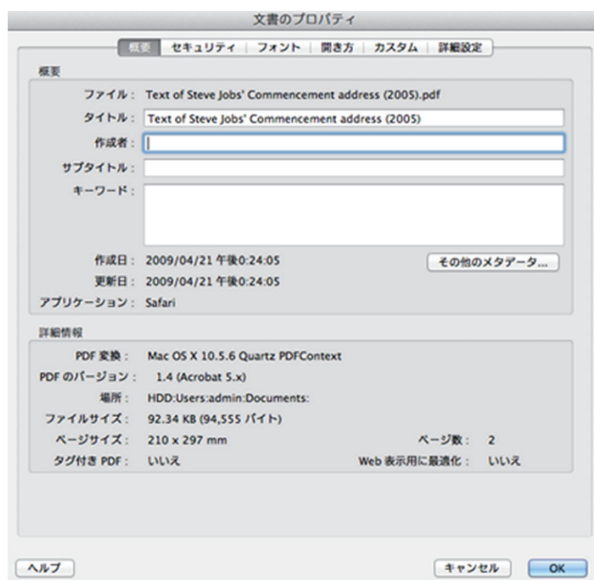 文書のプロパティ
概要 セキュリティ フォント 開き方 カスタム 詳細設定
概要
ファイル： Text of Steve Jobs' Commencement address (2005).pdf
タイトル： Text of Steve Jobs' Commencement address (2005)
作成者：
サブタイトル：
キーワード：
作成日： 2009/04/21 午後0:24:05
その他のメタデータ...
更新日： 2009/04/21 午後0:24:05
アプリケーション： Safari
詳細情報
PDF 変換： Mac OS X 10.5.6 Quartz PDFContext
PDF のバージョン： 1.4 (Acrobat 5.x)
場所： HDD:Users:admin:Documents:
ファイルサイズ： 92.34 KB (94,555 バイト)
ページサイズ： 210 x 297 mm ページ数： 2
タグ付き PDF： いいえ Web 表示用に最適化： いいえ
ヘルプ キャンセル OK